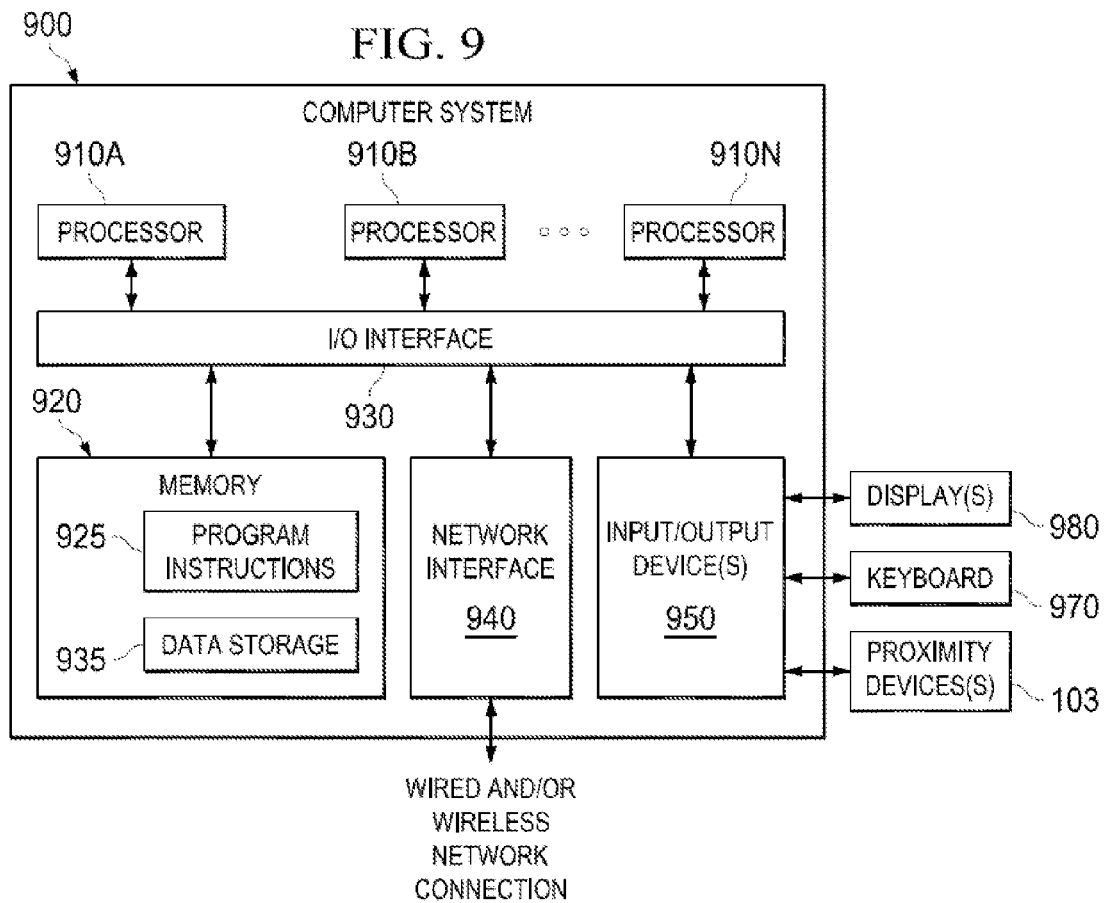 900
FIG. 9
COMPUTER SYSTEM
910A
910B
910N
PROCESSOR
PROCESSOR
PROCESSOR
I/O INTERFACE
920
930
MEMORY
925
PROGRAM
INSTRUCTIONS
935
DATA STORAGE
NETWORK
INTERFACE
940
INPUT/OUTPUT
DEVICE(S)
950
DISPLAY(S)
980
KEYBOARD
970
PROXIMITY
DEVICES(S)
103
WIRED AND/OR
WIRELESS
NETWORK
CONNECTION